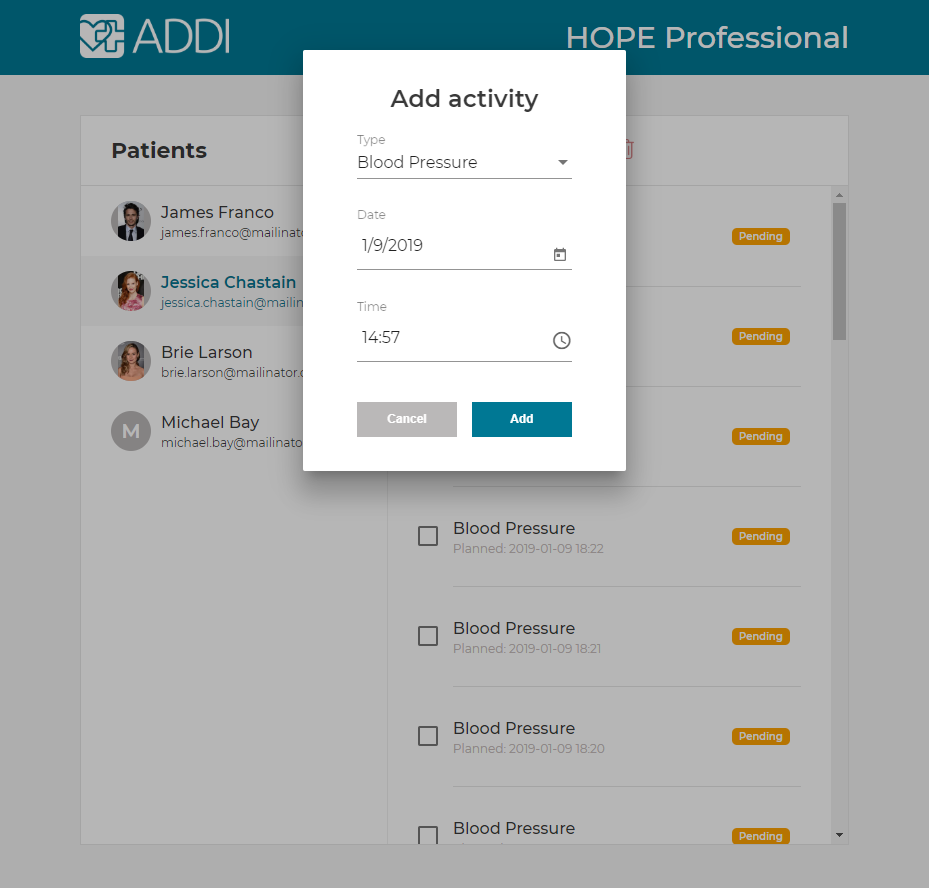 ADDI
HOPE Professional
Add activity
Type
Blood Pressure
Date
1/9/2019
Time
14:57
Cancel
Add
Patients
James Franco
james.franco@mailinato
Jessica Chastain
jessica.chastain@mailin
Brie Larson
brie.larson@mailinator.c
M
Michael Bay
michael.bay@mailinato
Pending
Pending
Pending
Blood Pressure
Planned: 2019-01-09 18:22
Pending
Blood Pressure
Planned: 2019-01-09 18:21
Pending
Blood Pressure
Planned: 2019-01-09 18:20
Pending
Blood Pressure
Pending